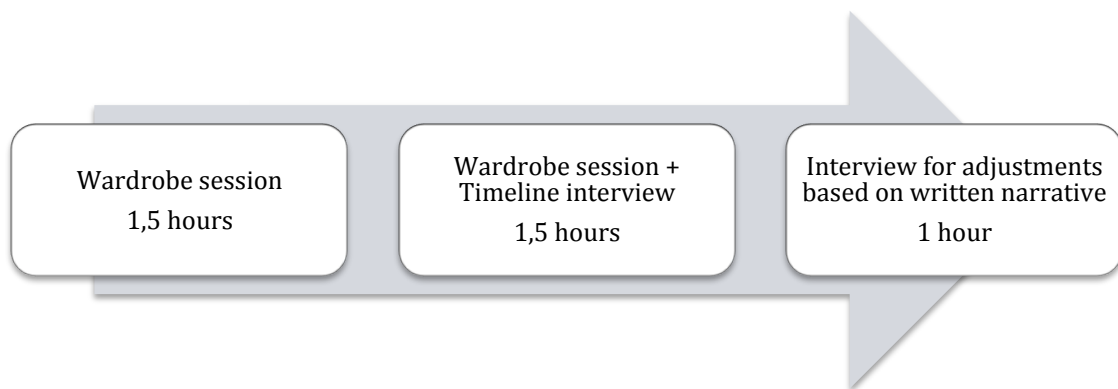 Wardrobe session
1,5 hours
Wardrobe session +
Timeline interview
1,5 hours
Interview for adjustments
based on written narrative
1 hour